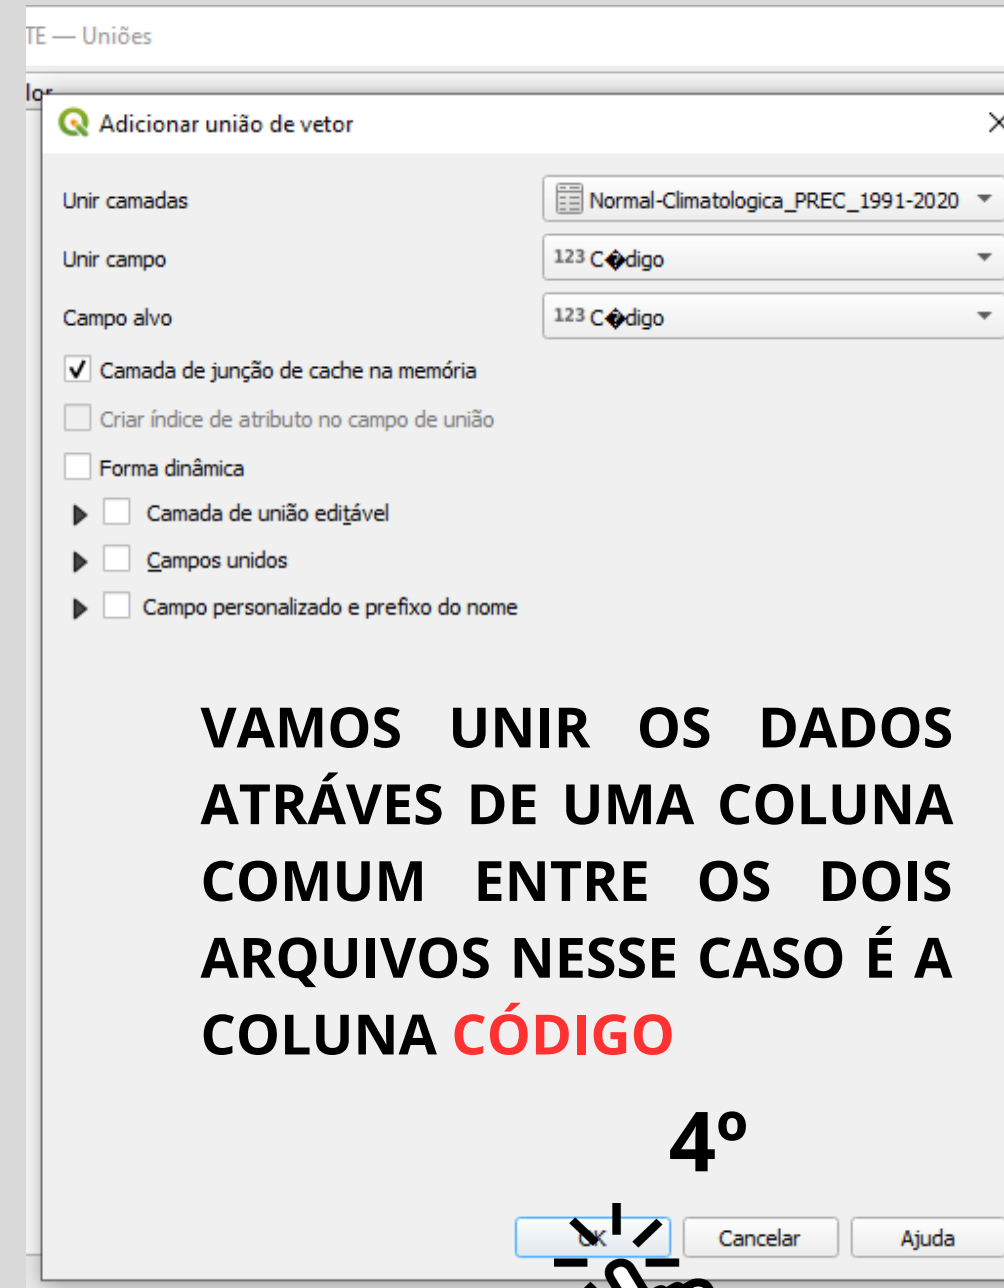 TE — Uniões
lor
Adicionar união de vetor
Unir camadas
Normal-Climatologica_PREC_1991-2020
Unir campo
123 C�digo
Campo alvo
123 C�digo
Camada de junção de cache na memória
Criar índice de atributo no campo de união
Forma dinâmica
Camada de união editável
Campos unidos
Campo personalizado e prefixo do nome
VAMOS UNIR OS DADOS
ATRÁVES DE UMA COLUNA
COMUM ENTRE OS DOIS
ARQUIVOS NESSE CASO É A
COLUNA CÓDIGO
4º
OK Cancelar Ajuda